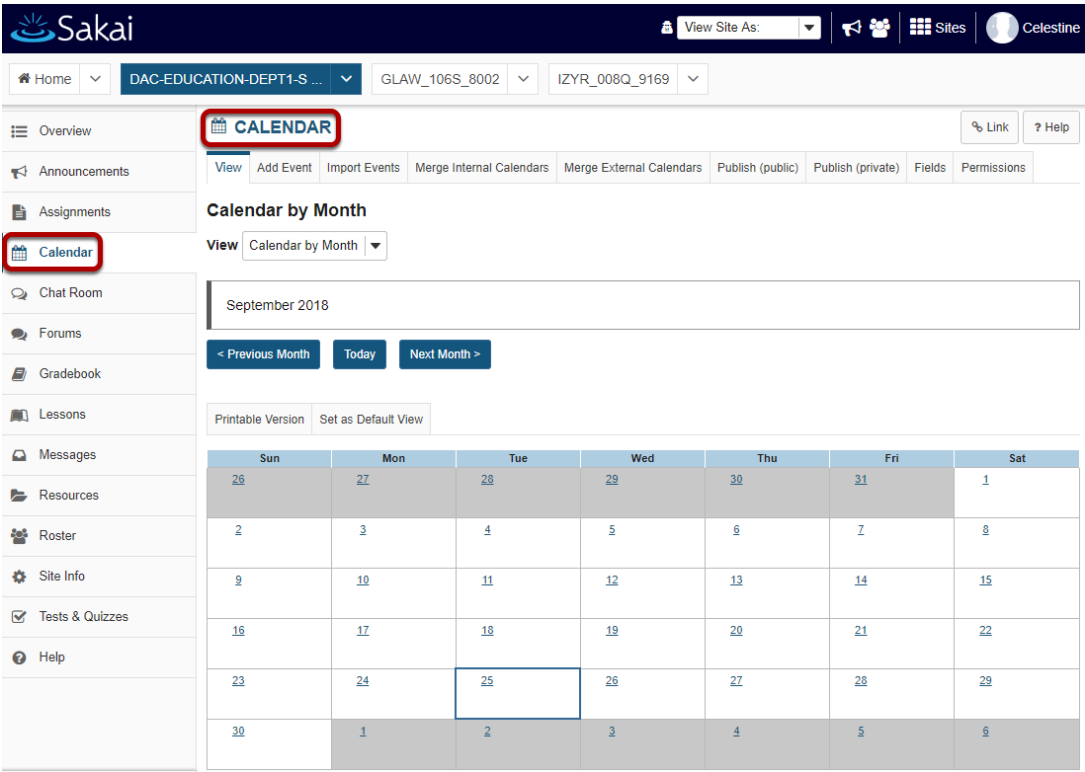 Sakai
View Site As:
Sites
Celestine
Home
DAC-EDUCATION-DEPT1-S ...
GLAW_106S_8002
IZYR_008Q_9169
Overview
Announcements
Assignments
Calendar
Chat Room
Forums
Gradebook
Lessons
Messages
Resources
Roster
Site Info
Tests & Quizzes
Help
CALENDAR
Link
? Help
View Add Event Import Events Merge Internal Calendars Merge External Calendars Publish (public) Publish (private) Fields Permissions
Calendar by Month
View Calendar by Month
September 2018
< Previous Month Today Next Month >
Printable Version Set as Default View
Sun Mon Tue Wed Thu Fri Sat
26 27 28 29 30 31 1
2 3 4 5 6 7 8
9 10 11 12 13 14 15
16 17 18 19 20 21 22
23 24 25 26 27 28 29
30 1 2 3 4 5 6